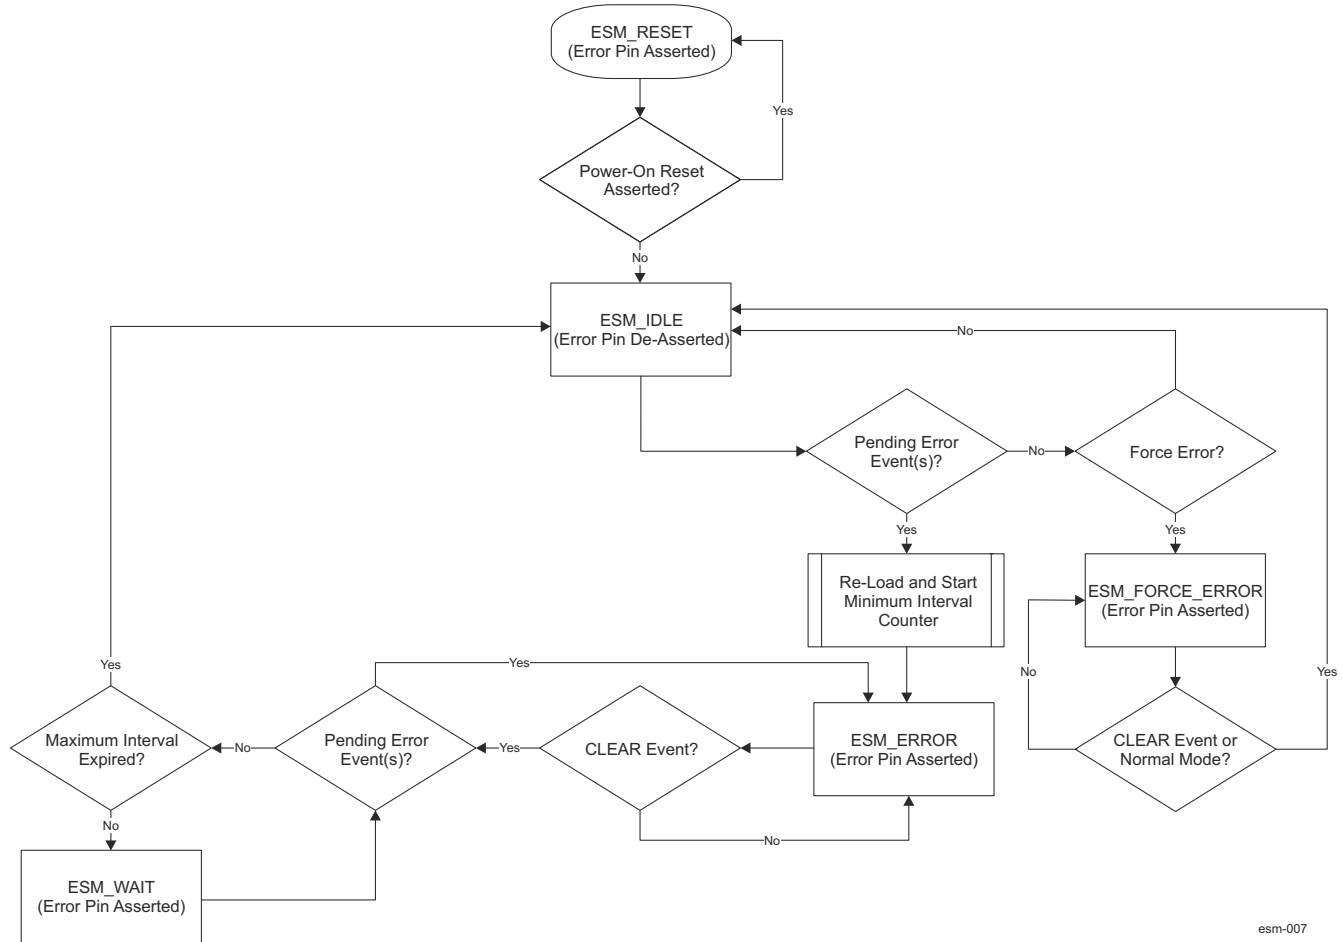 ESM_RESET
(Error Pin Asserted)
Yes
Power-On Reset
Asserted?
No
ESM_IDLE
(Error Pin De-Asserted)
No
Pending Error
Event(s)?
No
Force Error?
Yes
Yes
Re-Load and Start
Minimum Interval
Counter
ESM_FORCE_ERROR
(Error Pin Asserted)
Yes
Yes
No
Yes
Maximum Interval
Expired?
No
Pending Error
Event(s)?
Yes
CLEAR Event?
ESM_ERROR
(Error Pin Asserted)
CLEAR Event or
Normal Mode?
No
No
ESM_WAIT
(Error Pin Asserted)
esm-007